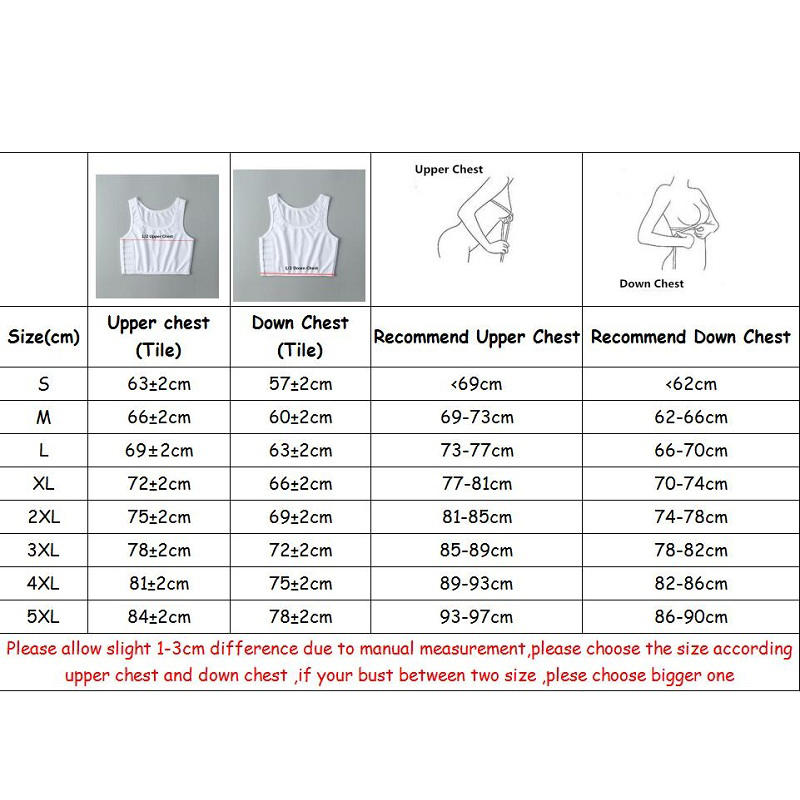 Upper Chest
1/2 Upper Chest
1/2 Down Chest
Down Chest
Size(cm) Upper chest (Tile) Down Chest (Tile) Recommend Upper Chest Recommend Down Chest
S 63±2cm 57±2cm <69cm <62cm
M 66±2cm 60±2cm 69-73cm 62-66cm
L 69±2cm 63±2cm 73-77cm 66-70cm
XL 72±2cm 66±2cm 77-81cm 70-74cm
2XL 75±2cm 69±2cm 81-85cm 74-78cm
3XL 78±2cm 72±2cm 85-89cm 78-82cm
4XL 81±2cm 75±2cm 89-93cm 82-86cm
5XL 84±2cm 78±2cm 93-97cm 86-90cm
Please allow slight 1-3cm difference due to manual measurement,please choose the size according
upper chest and down chest ,if your bust between two size ,plese choose bigger one